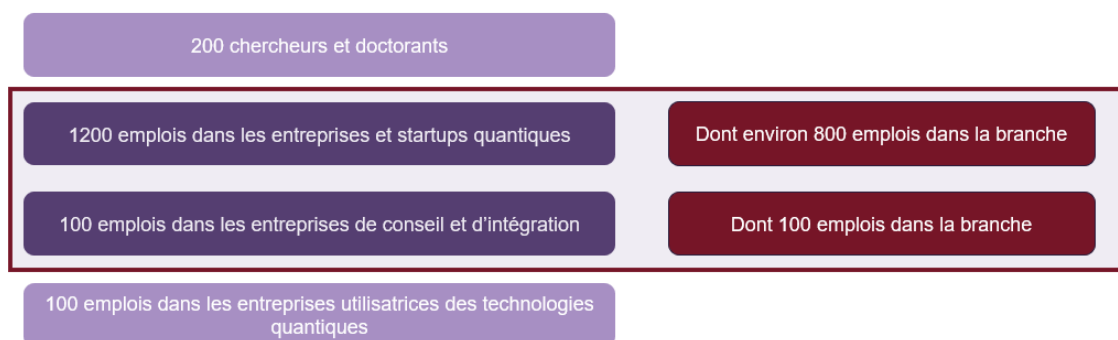 200 chercheurs et doctorants
1200 emplois dans les entreprises et startups quantiques
Dont environ 800 emplois dans la branche
100 emplois dans les entreprises de conseil et d'intégration
Dont 100 emplois dans la branche
100 emplois dans les entreprises utilisatrices des technologies
quantiques